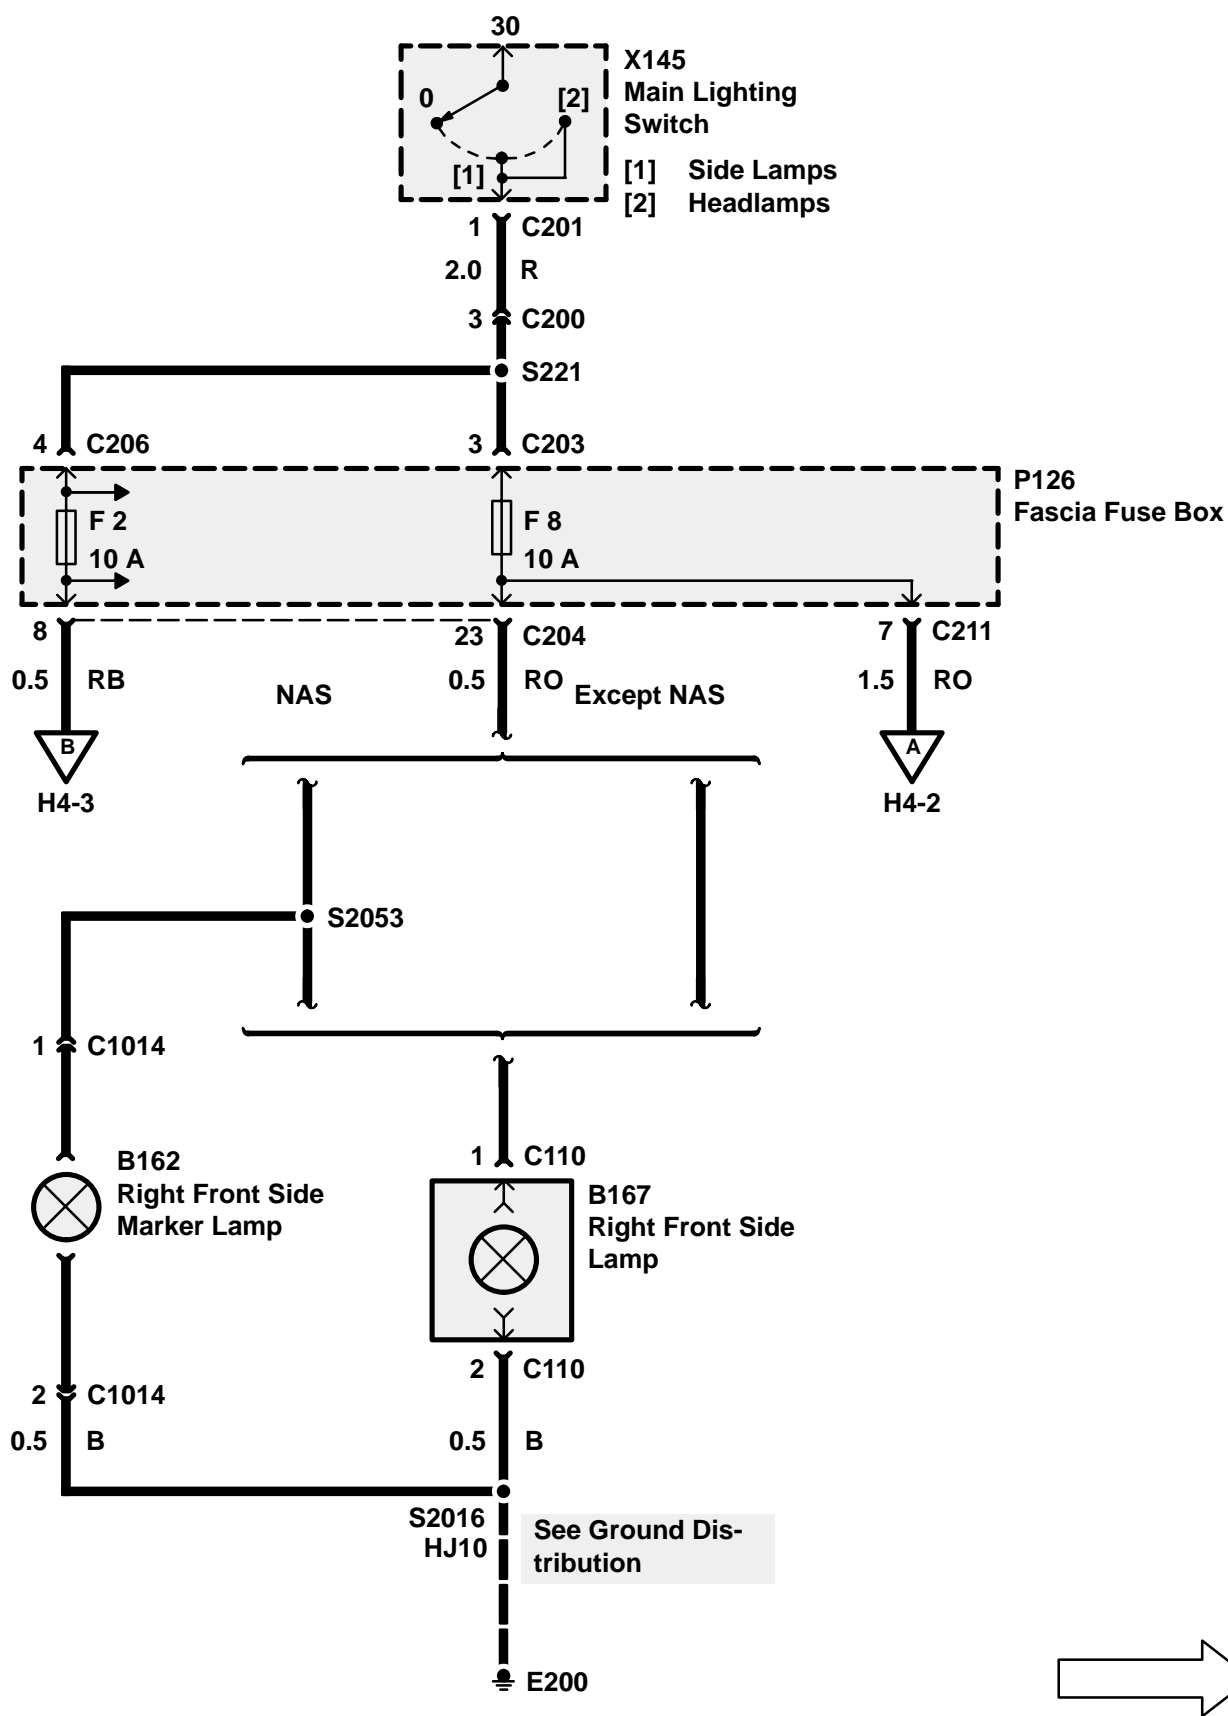 30
X145
Main Lighting
Switch
0
[2]
[1]
[1] Side Lamps
[2] Headlamps
1 C201
2.0 R
3 C200
S221
4 C206
3 C203
P126
Fascia Fuse Box
F 2
10 A
F 8
10 A
8
23 C204
7 C211
0.5 RB
NAS
0.5 RO
Except NAS
1.5 RO
B
A
H4-3
H4-2
S2053
1 C1014
1 C110
B162
Right Front Side
Marker Lamp
B167
Right Front Side
Lamp
2 C110
2 C1014
0.5 B
0.5 B
S2016
HJ10
See Ground Dis-
tribution
E200